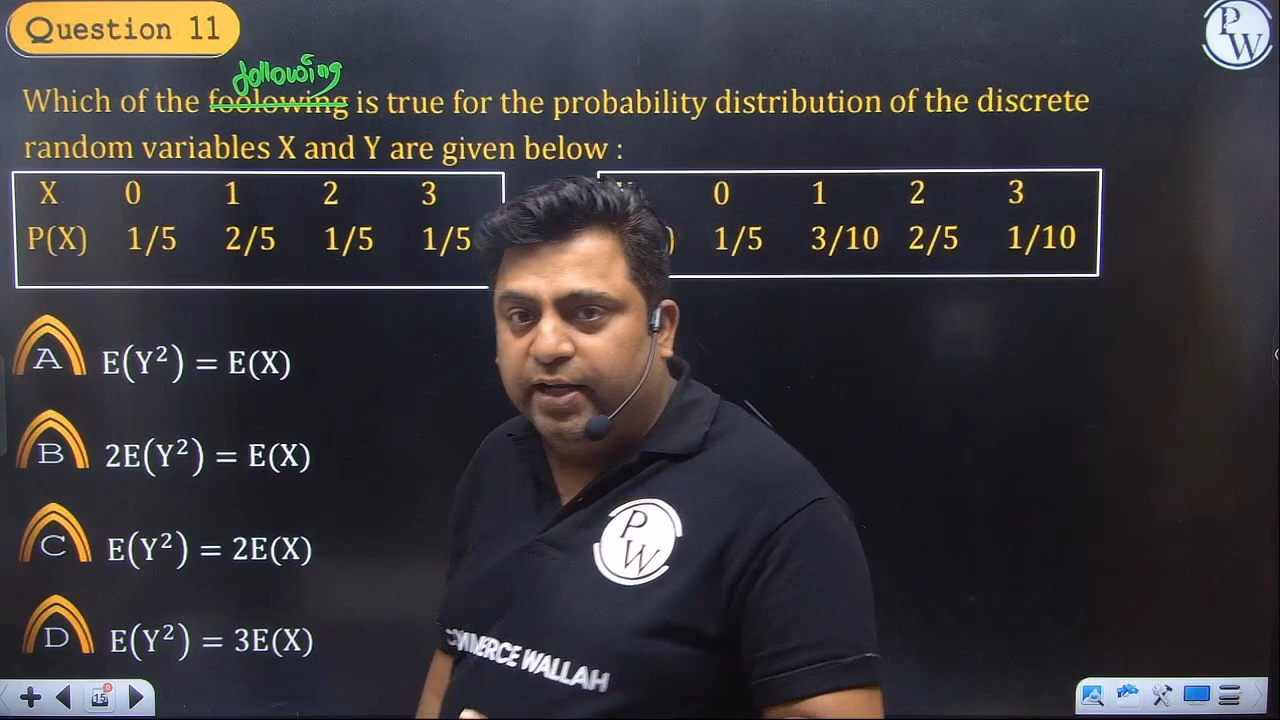 Question 11
PW
following
Which of the foolowing is true for the probability distribution of the discrete
random variables X and Y are given below :
X 0 1 2 3
P(X) 1/5 2/5 1/5 1/5
0 1 2 3
) 1/5 3/10 2/5 1/10
A E(Y²) = E(X)
B 2E(Y²) = E(X)
C E(Y²) = 2E(X)
D E(Y²) = 3E(X)
PW
WALLAH
15